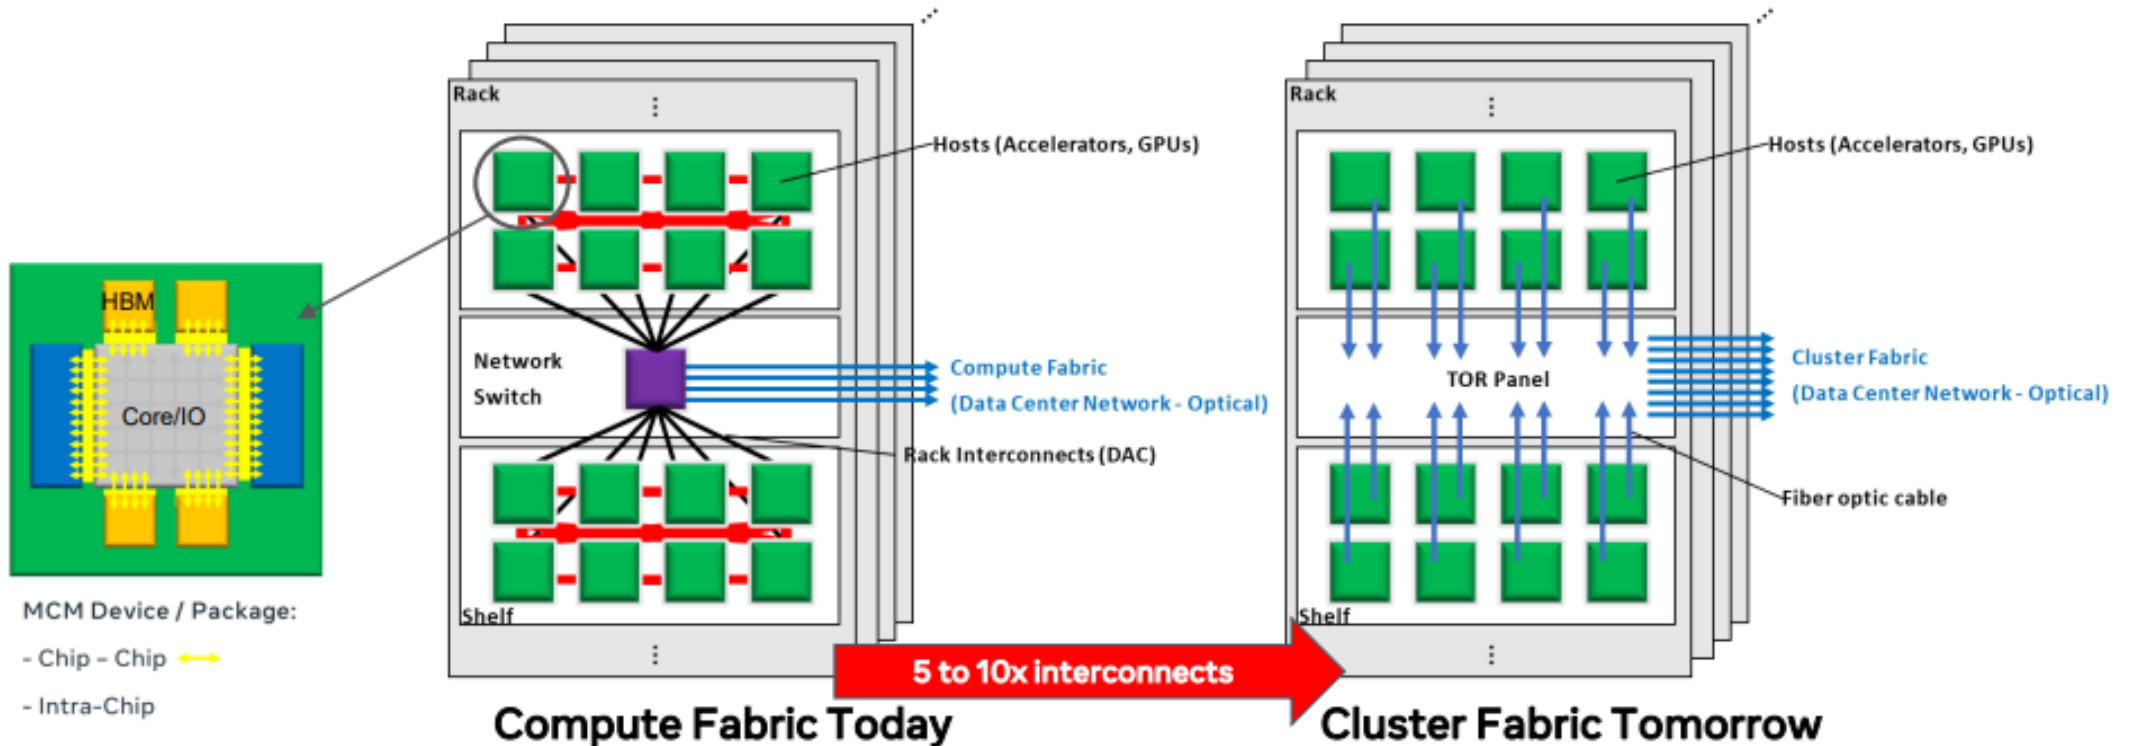 HBM
Core/IO
MCM Device / Package:
- Chip – Chip
- Intra-Chip
Rack
Hosts (Accelerators, GPUs)
Network
Switch
Compute Fabric
(Data Center Network - Optical)
Rack Interconnects (DAC)
Shelf
Compute Fabric Today
5 to 10x interconnects
Rack
Hosts (Accelerators, GPUs)
TOR Panel
Cluster Fabric
(Data Center Network - Optical)
Fiber optic cable
Shelf
Cluster Fabric Tomorrow